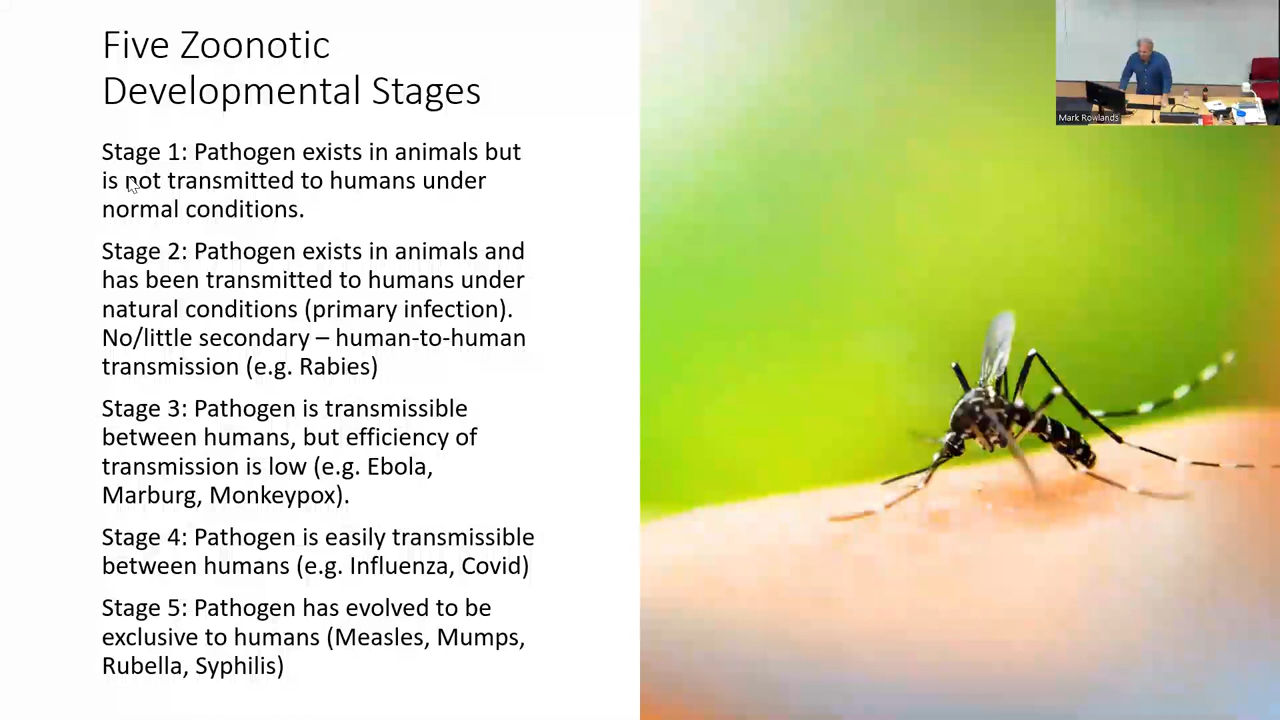 Five Zoonotic
Developmental Stages
Stage 1: Pathogen exists in animals but
is not transmitted to humans under
normal conditions.
Stage 2: Pathogen exists in animals and
has been transmitted to humans under
natural conditions (primary infection).
No/little secondary – human-to-human
transmission (e.g. Rabies)
Stage 3: Pathogen is transmissible
between humans, but efficiency of
transmission is low (e.g. Ebola,
Marburg, Monkeypox).
Stage 4: Pathogen is easily transmissible
between humans (e.g. Influenza, Covid)
Stage 5: Pathogen has evolved to be
exclusive to humans (Measles, Mumps,
Rubella, Syphilis)
Mark Rowlands